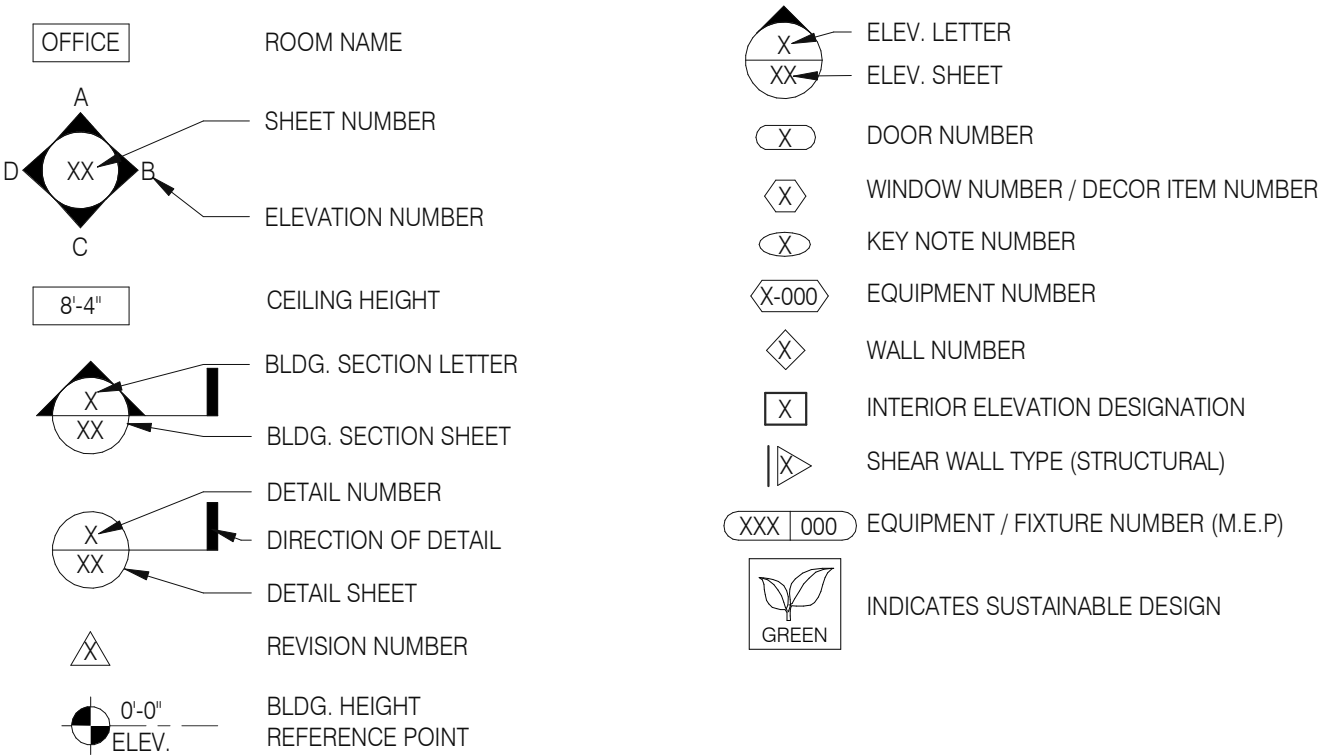 OFFICE
ROOM NAME
A
D
XX
B
C
SHEET NUMBER
ELEVATION NUMBER
8'-4"
CEILING HEIGHT
X
XX
BLDG. SECTION LETTER
BLDG. SECTION SHEET
X
XX
DETAIL NUMBER
DIRECTION OF DETAIL
DETAIL SHEET
X
REVISION NUMBER
0'-0"
ELEV.
BLDG. HEIGHT
REFERENCE POINT
X
XX
ELEV. LETTER
ELEV. SHEET
X
DOOR NUMBER
X
WINDOW NUMBER / DECOR ITEM NUMBER
X
KEY NOTE NUMBER
X-000
EQUIPMENT NUMBER
X
WALL NUMBER
X
INTERIOR ELEVATION DESIGNATION
X
SHEAR WALL TYPE (STRUCTURAL)
XXX 000
EQUIPMENT / FIXTURE NUMBER (M.E.P)
GREEN
INDICATES SUSTAINABLE DESIGN